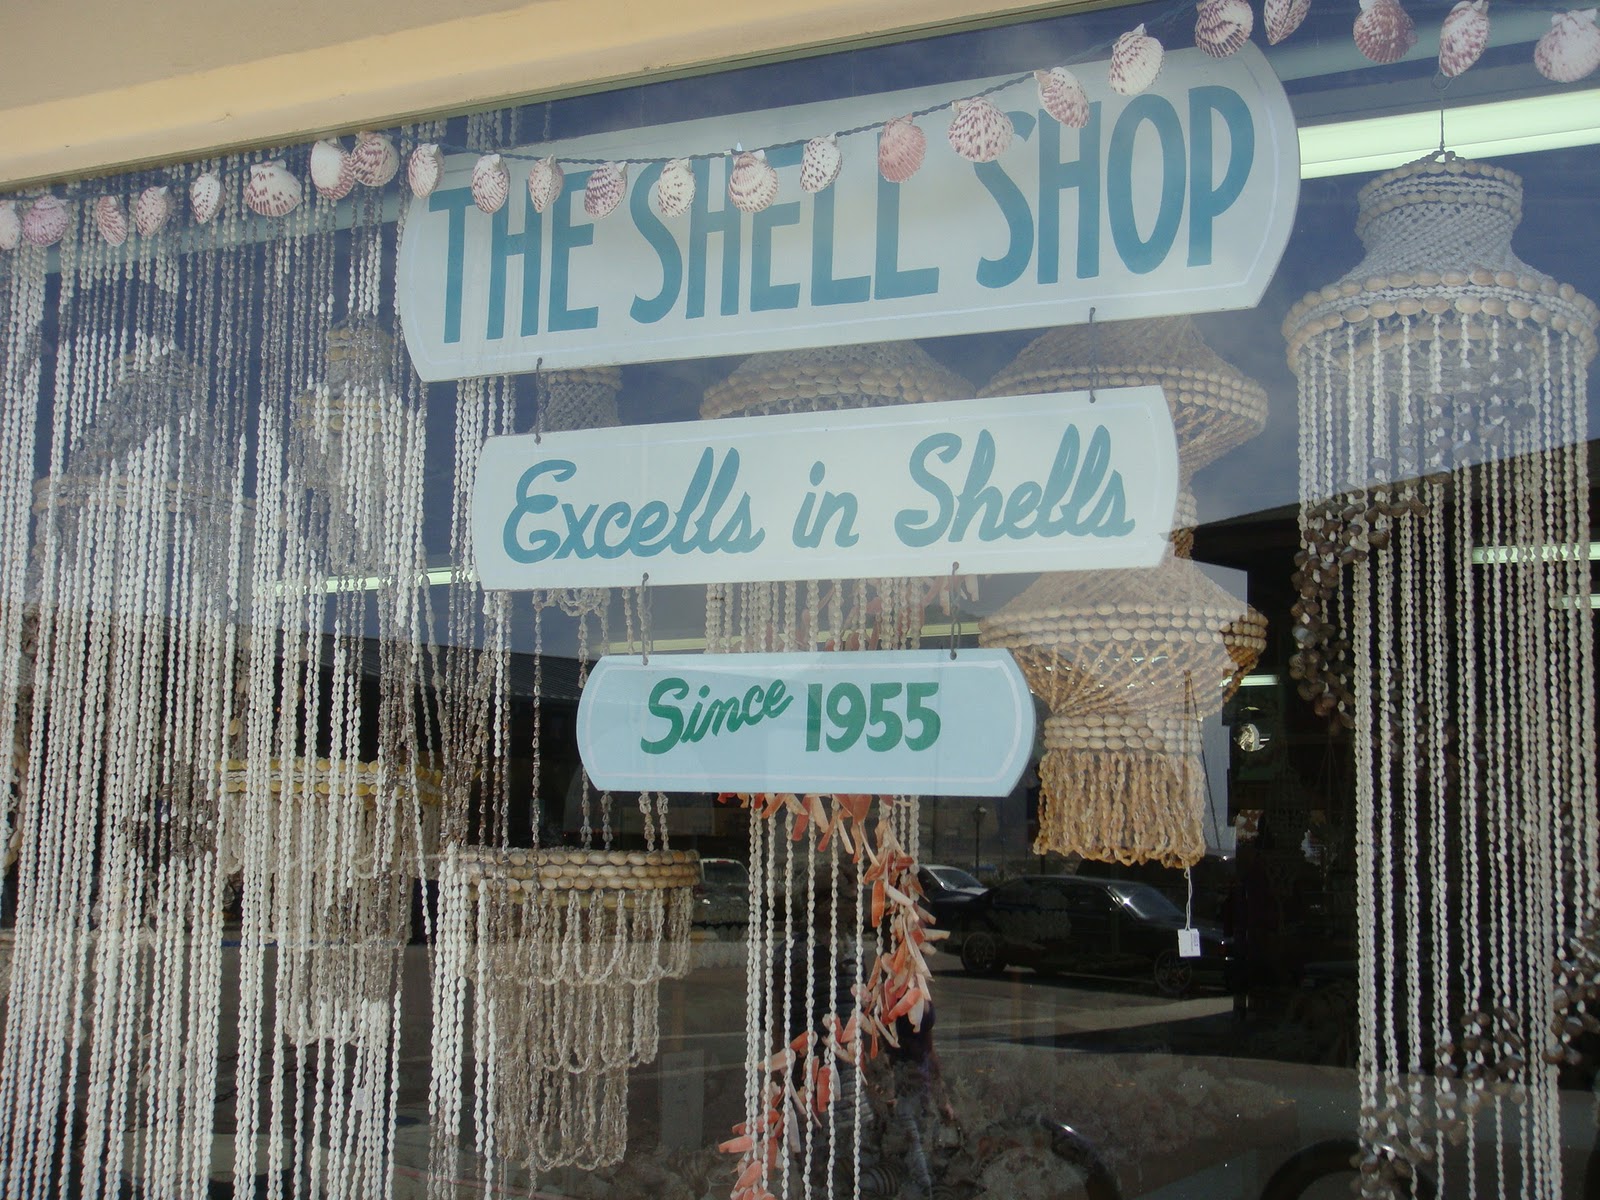 THE SHELL SHOP
Excells in Shells
Since 1955